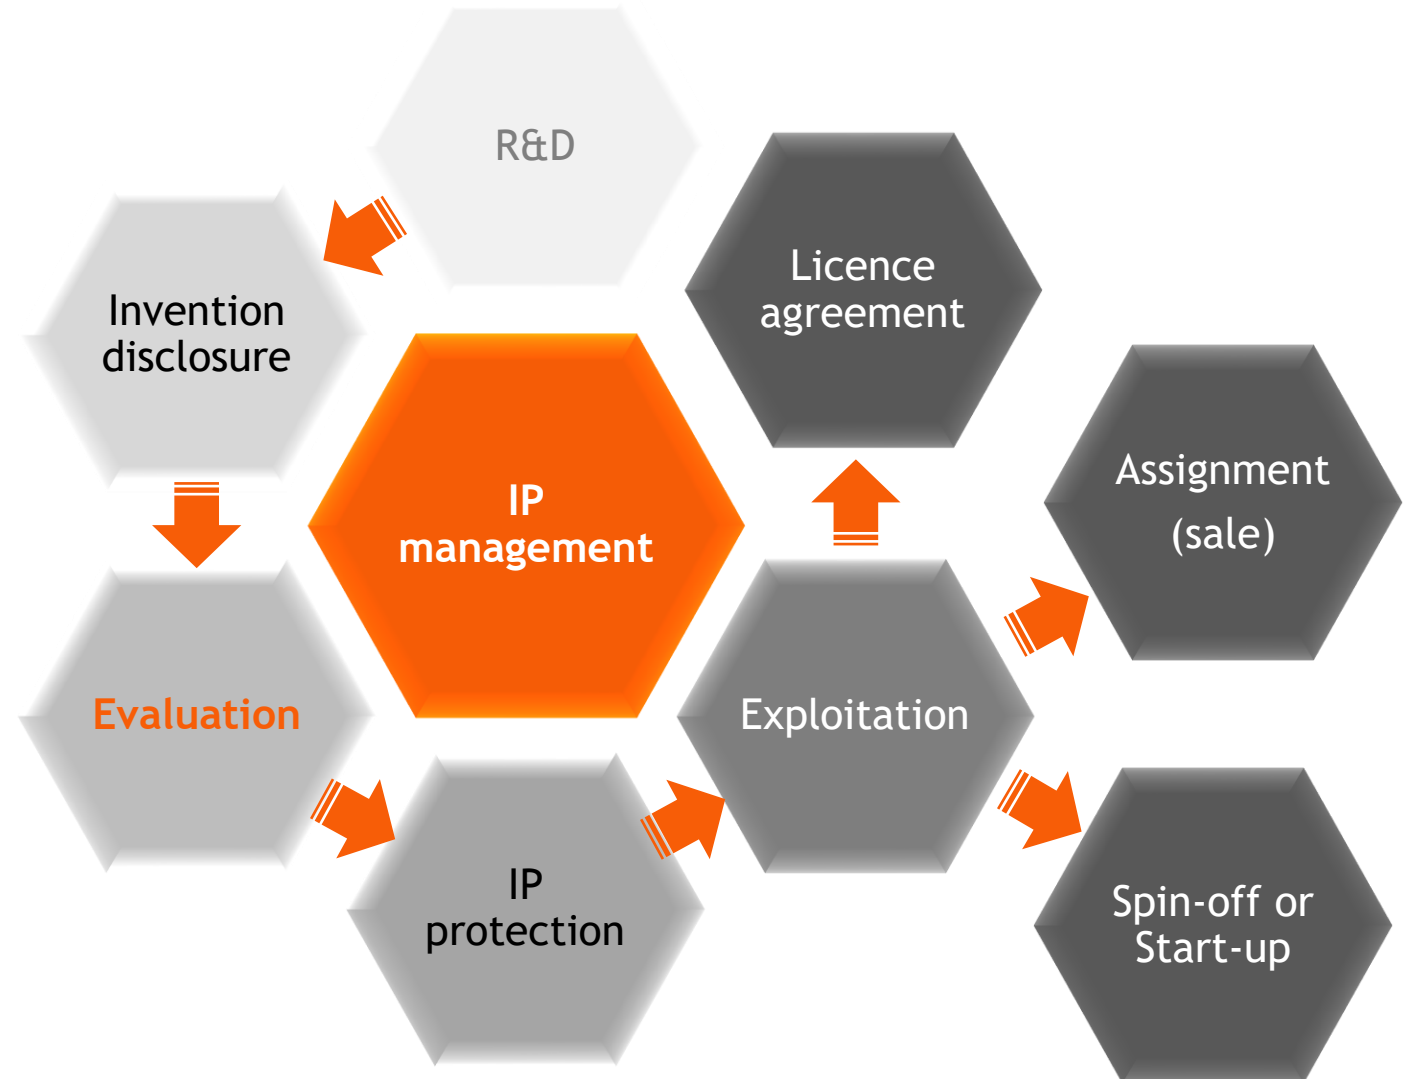 R&D
Invention
disclosure
Licence
agreement
IP
management
Assignment
(sale)
Evaluation
Exploitation
IP
protection
Spin-off or
Start-up